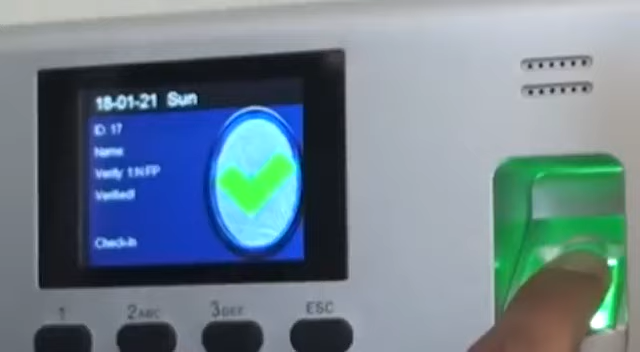 18-01-21 Sun
ID: 17
Name
Verify 1:N FP
Verified!
Check-In
1 2ABC 3DEF ESC